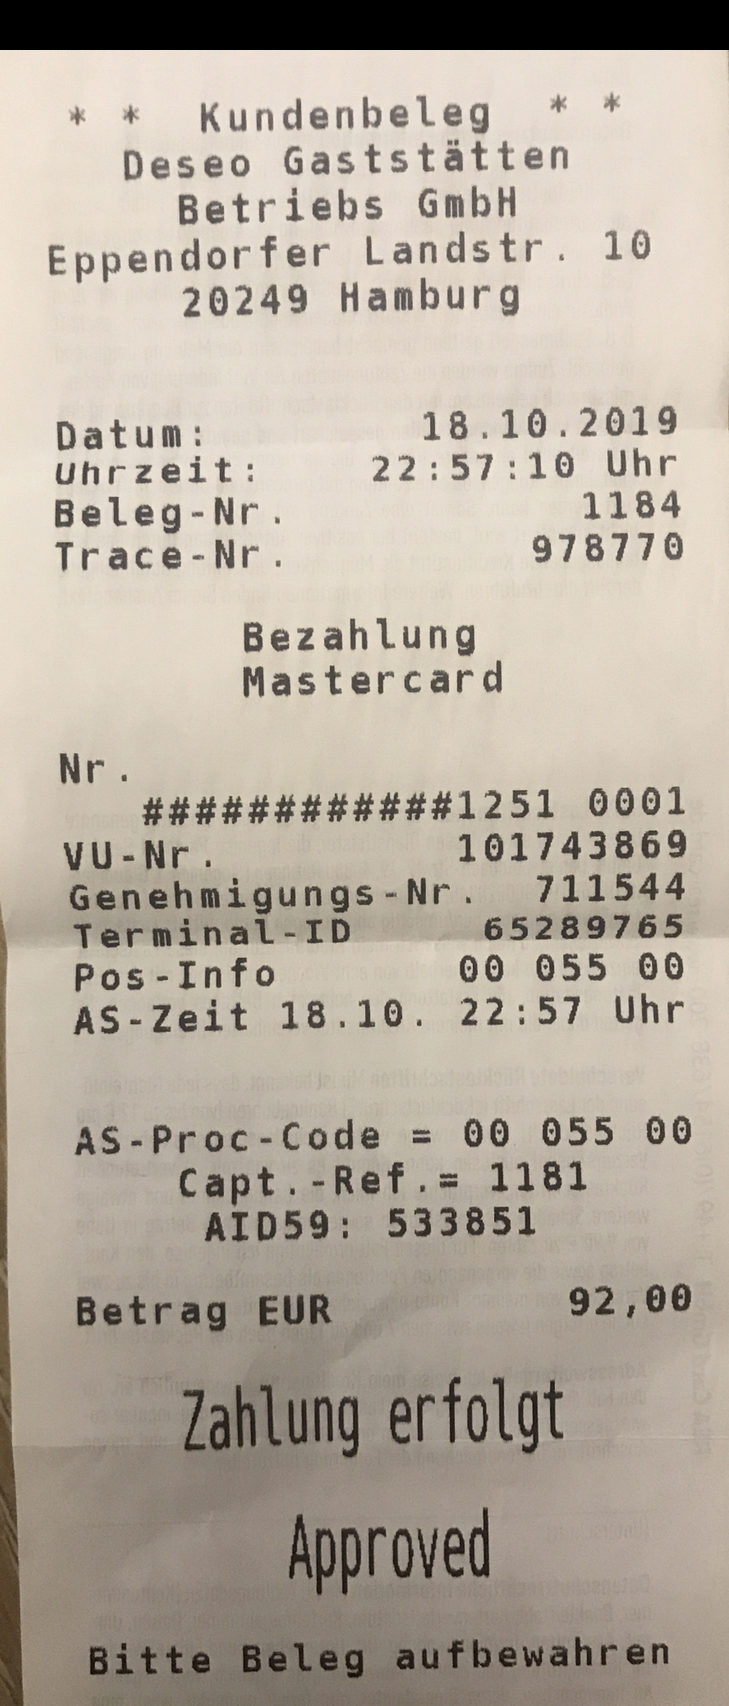 * * Kundenbeleg * *
Deseo Gaststätten
Betriebs GmbH
Eppendorfer Landstr. 10
20249 Hamburg
Datum: 18.10.2019
Uhrzeit: 22:57:10 Uhr
Beleg-Nr. 1184
Trace-Nr. 978770
Bezahlung
Mastercard
Nr.
############1251 0001
VU-Nr. 101743869
Genehmigungs-Nr. 711544
Terminal-ID 65289765
Pos-Info 00 055 00
AS-Zeit 18.10. 22:57 Uhr
AS-Proc-Code = 00 055 00
Capt.-Ref.= 1181
AID59: 533851
Betrag EUR 92,00
Zahlung erfolgt
Approved
Bitte Beleg aufbewahren